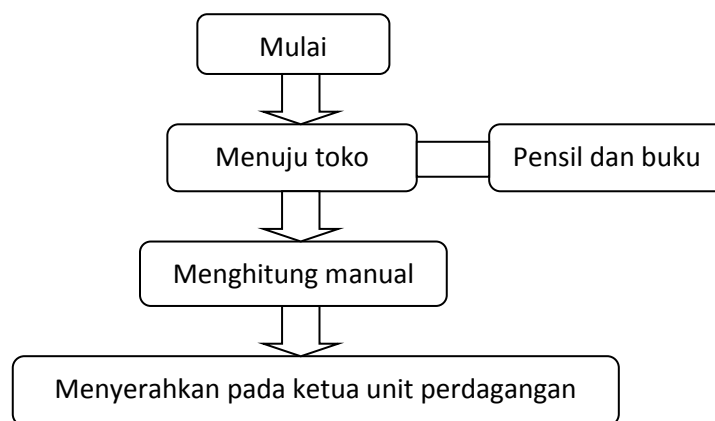 Mulai
Menuju toko
Pensil dan buku
Menghitung manual
Menyerahkan pada ketua unit perdagangan